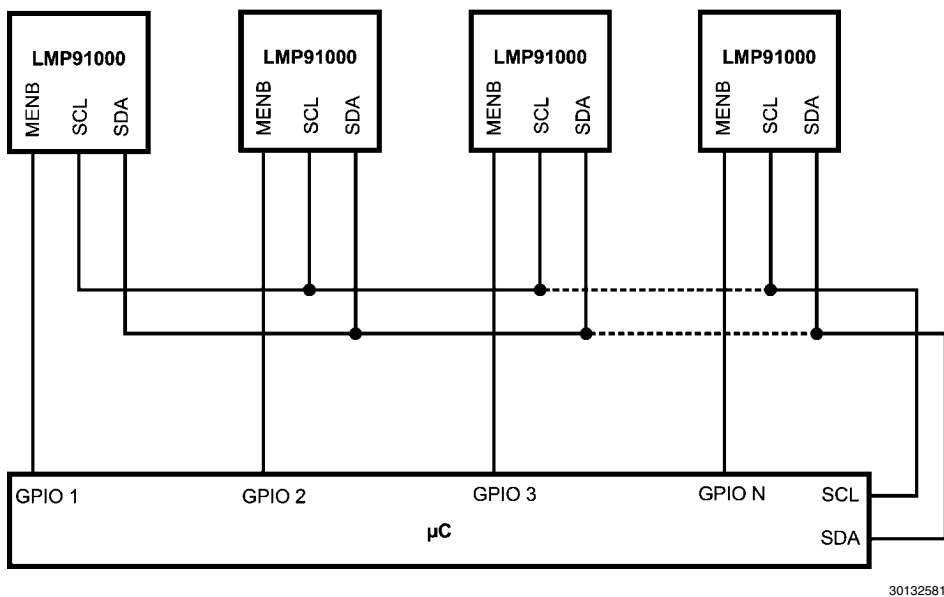 LMP91000
LMP91000
LMP91000
LMP91000
MENB
SCL
SDA
MENB
SCL
SDA
MENB
SCL
SDA
MENB
SCL
SDA
GPIO 1
GPIO 2
GPIO 3
GPIO N
SCL
µC
SDA
30132581